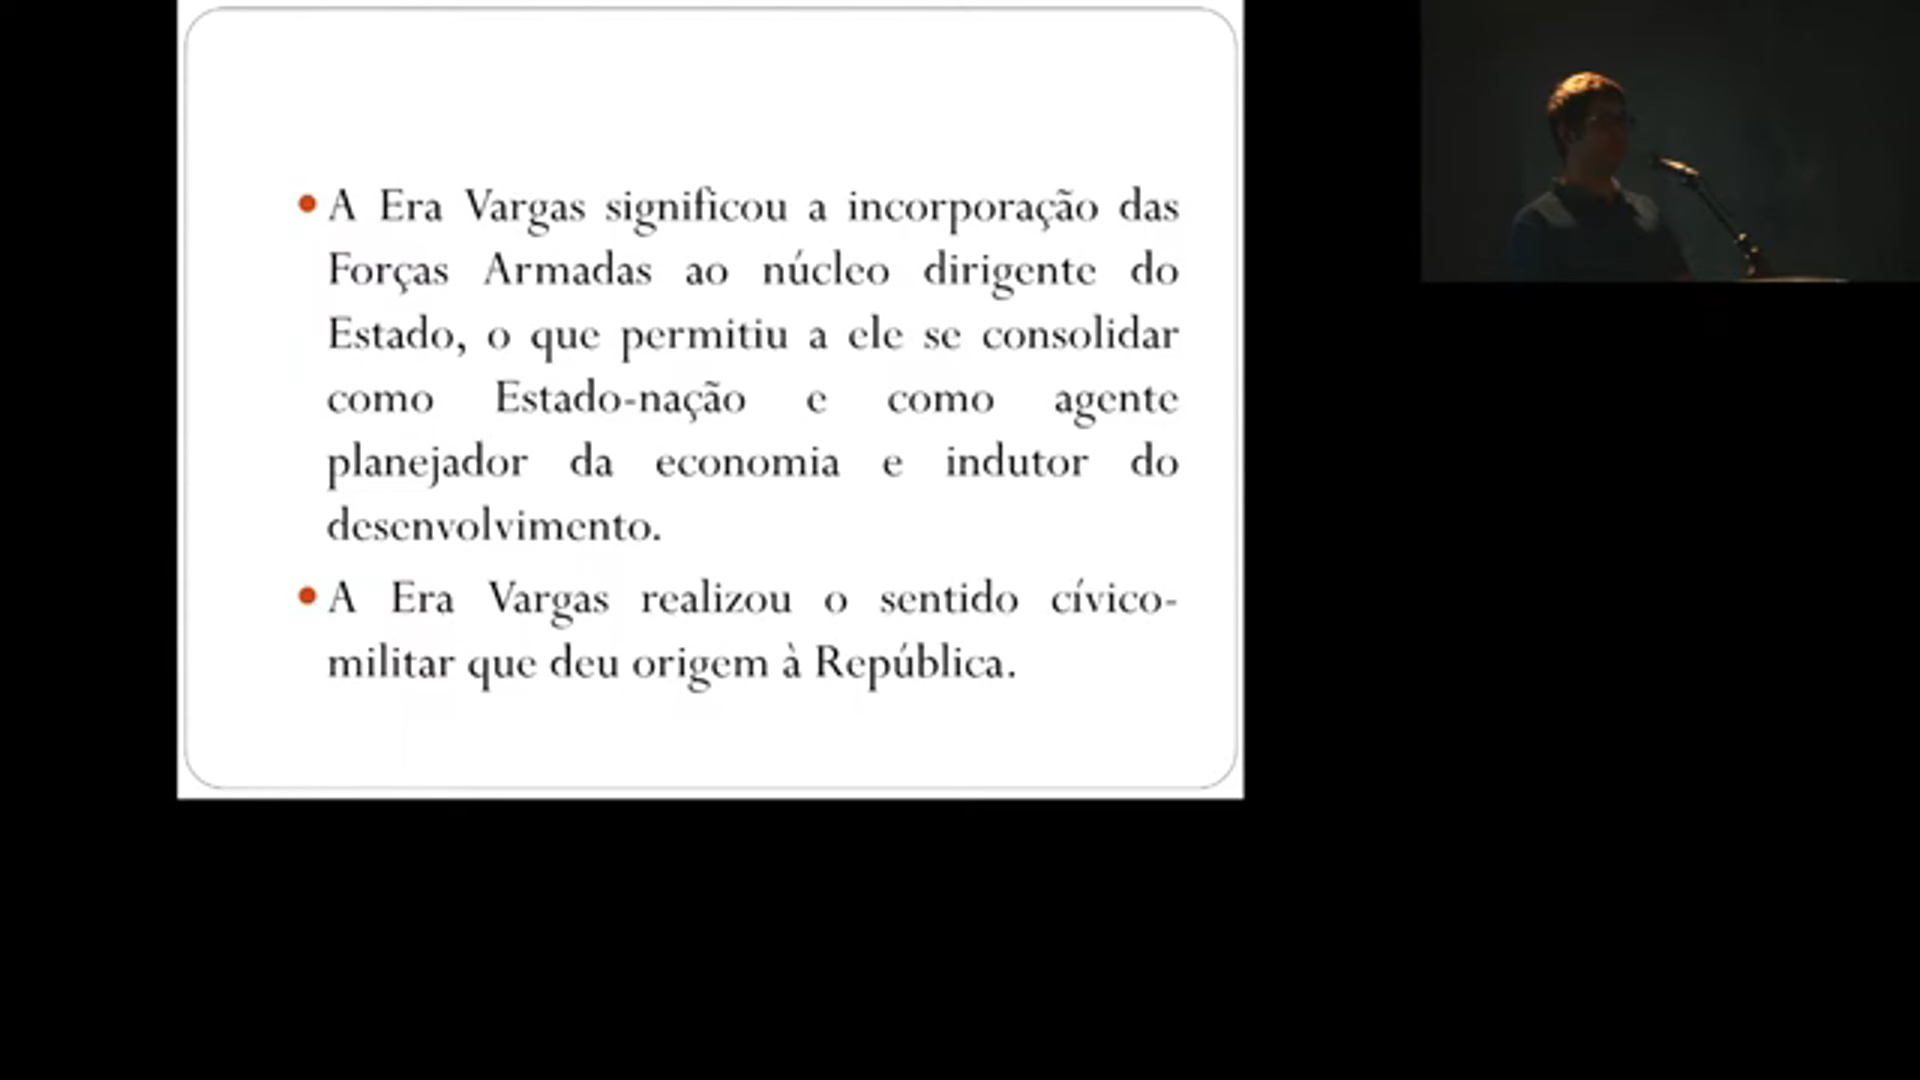 A Era Vargas significou a incorporação das
Forças Armadas ao núcleo dirigente do
Estado, o que permitiu a ele se consolidar
como Estado-nação e como agente
planejador da economia e indutor do
desenvolvimento.
A Era Vargas realizou o sentido cívico-
militar que deu origem à República.